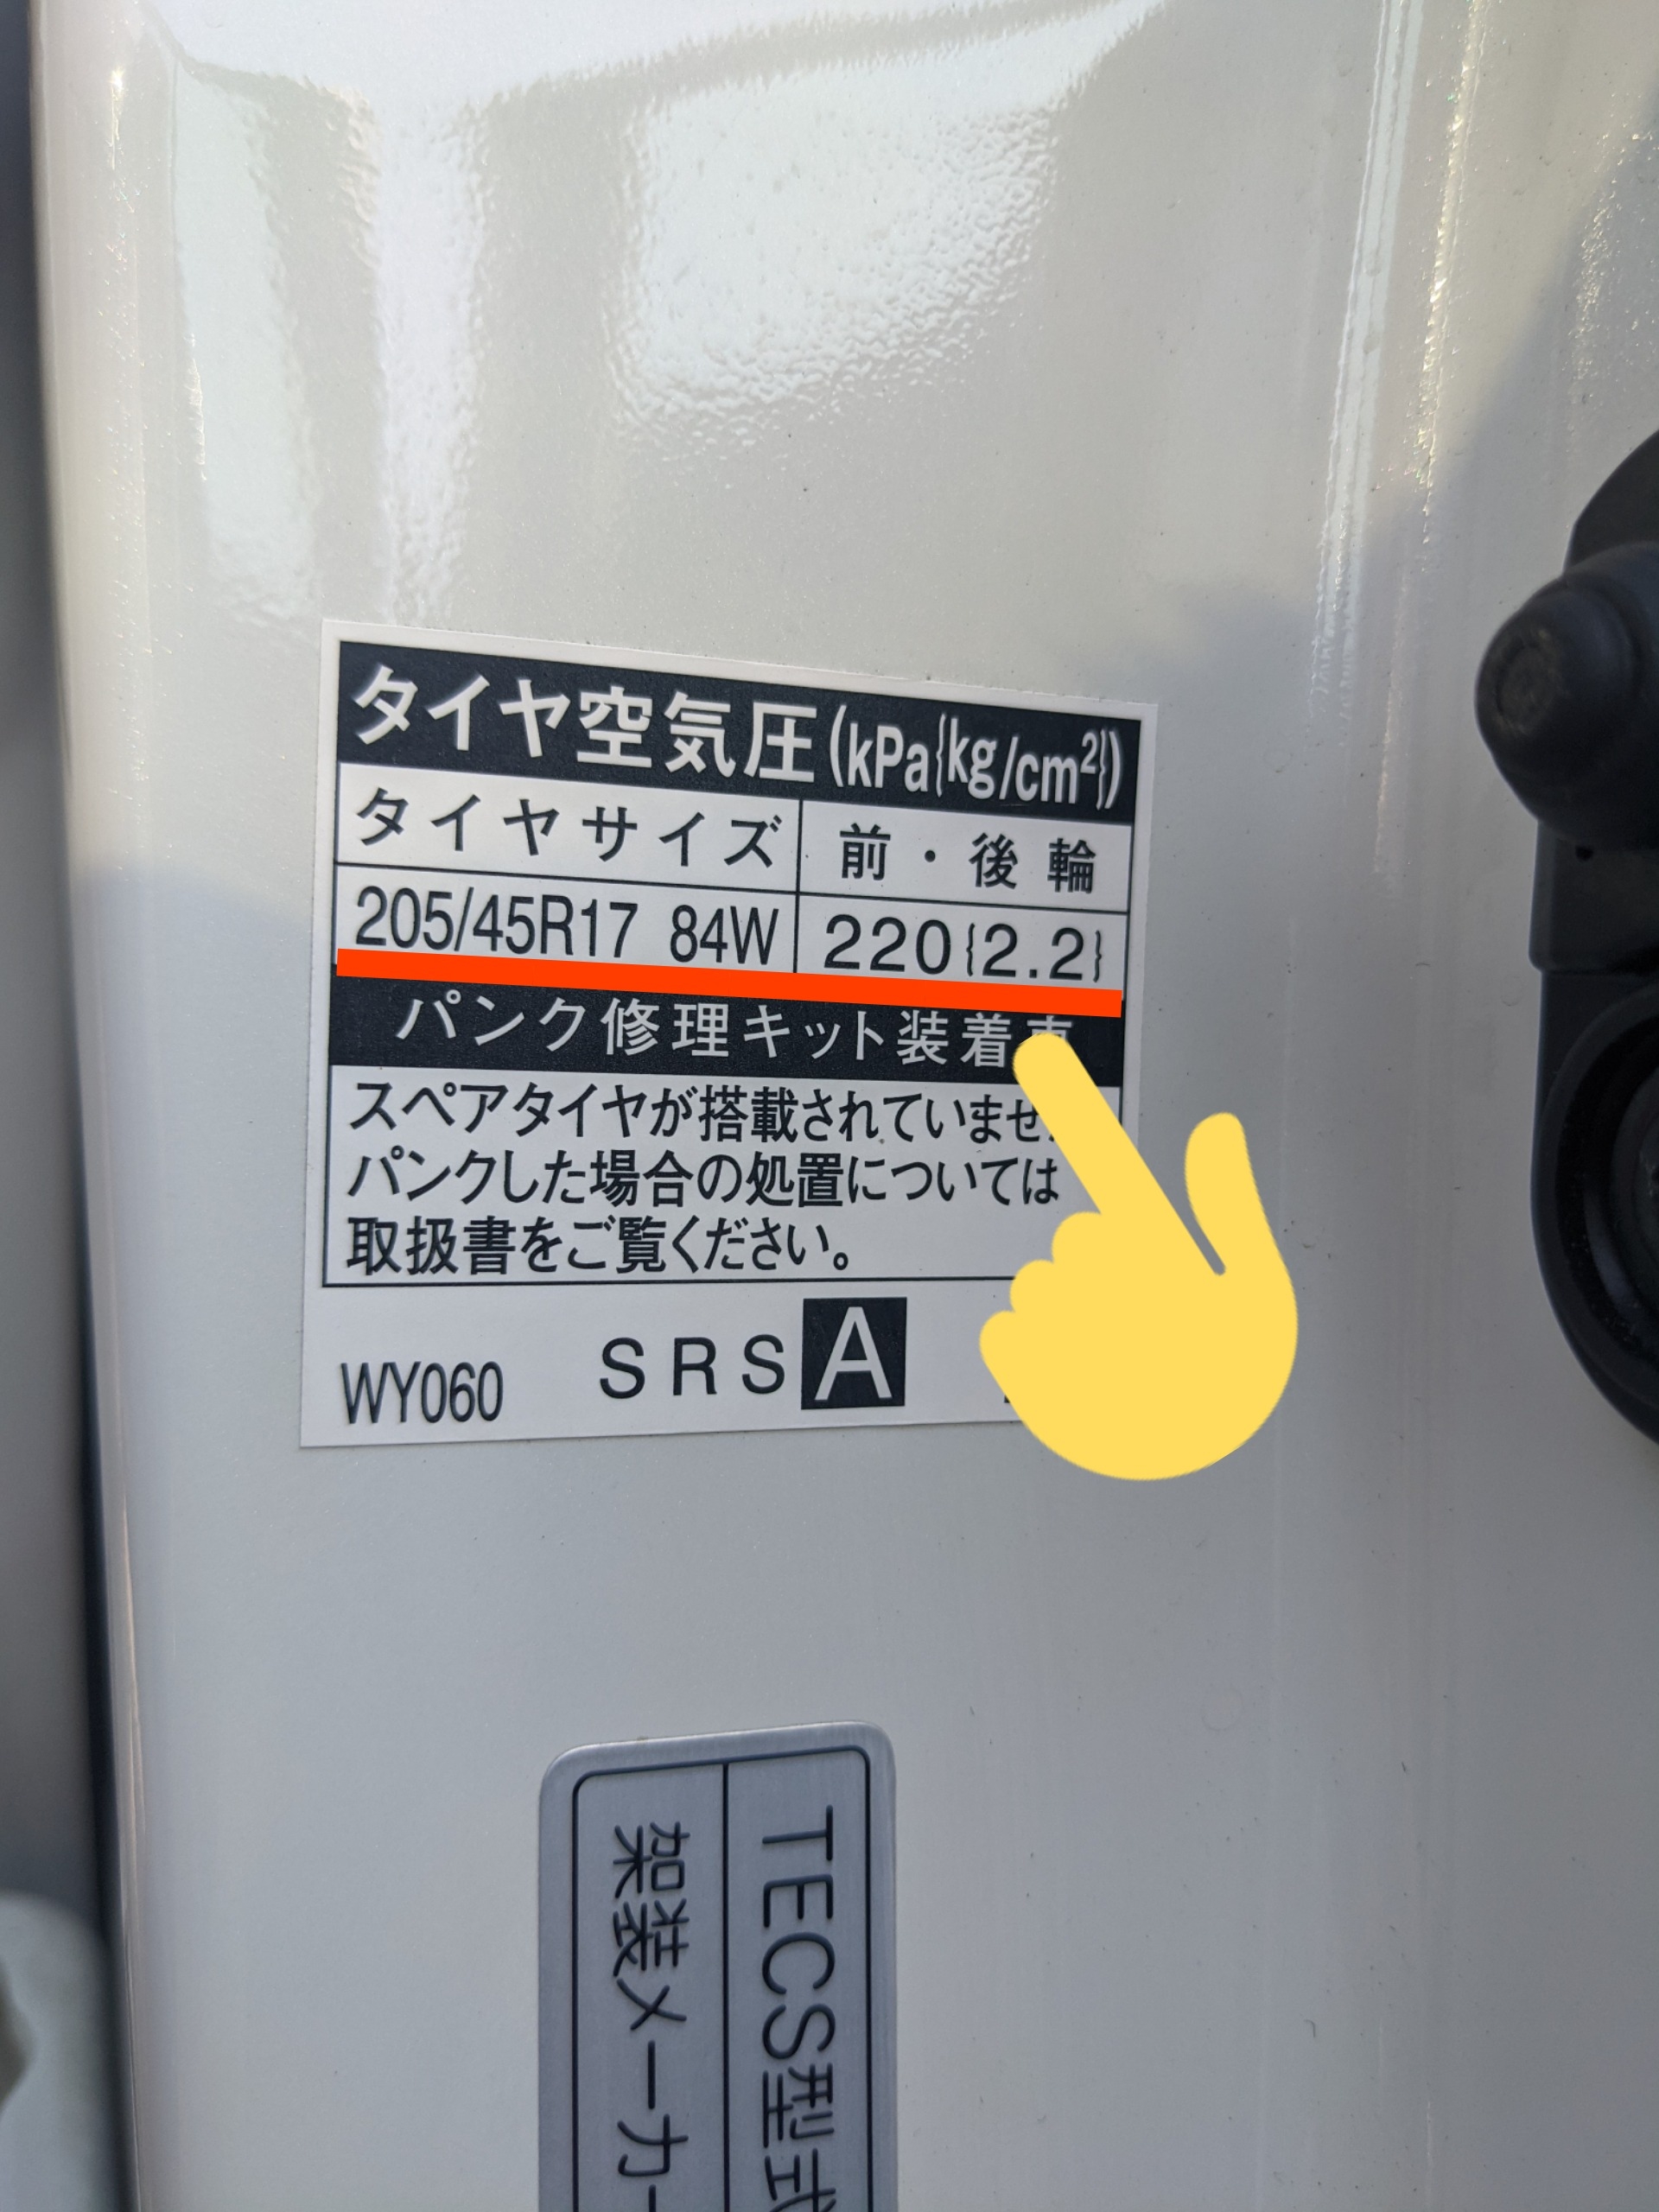 タイヤ空気圧(kPa{kg/cm²})
タイヤサイズ 前・後輪
205/45R17 84W 220{2.2}
パンク修理キット装着車
スペアタイヤが搭載されていませ
パンクした場合の処置については
取扱書をご覧ください。
WY060 SRS A
TECS型式
架装メーカー